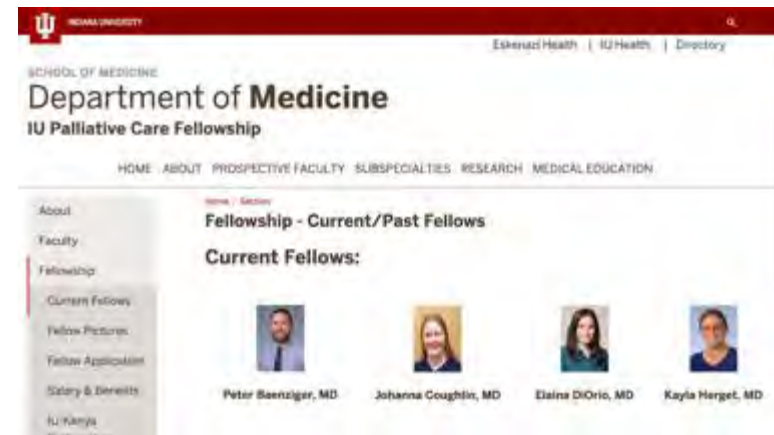 INDIANA UNIVERSITY
Eskenazi Health | IU Health | Directory
SCHOOL OF MEDICINE
Department of Medicine
IU Palliative Care Fellowship
HOME ABOUT PROSPECTIVE FACULTY SUBSPECIALTIES RESEARCH MEDICAL EDUCATION
About
Faculty
Fellowship
Current Fellows
Fellow Pictures
Fellow Application
Salary & Benefits
IU-Kenya
Home / Section
Fellowship - Current/Past Fellows
Current Fellows:
Peter Baenziger, MD
Johanna Coughlin, MD
Elaina DiOrio, MD
Kayla Herget, MD